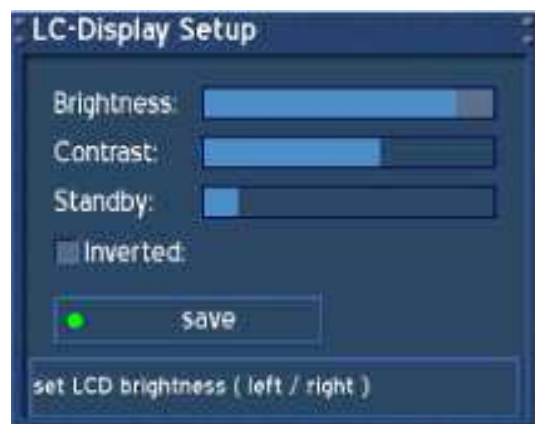 LC-Display Setup
Brightness:
Contrast:
Standby:
Inverted:
save
set LCD brightness ( left / right )